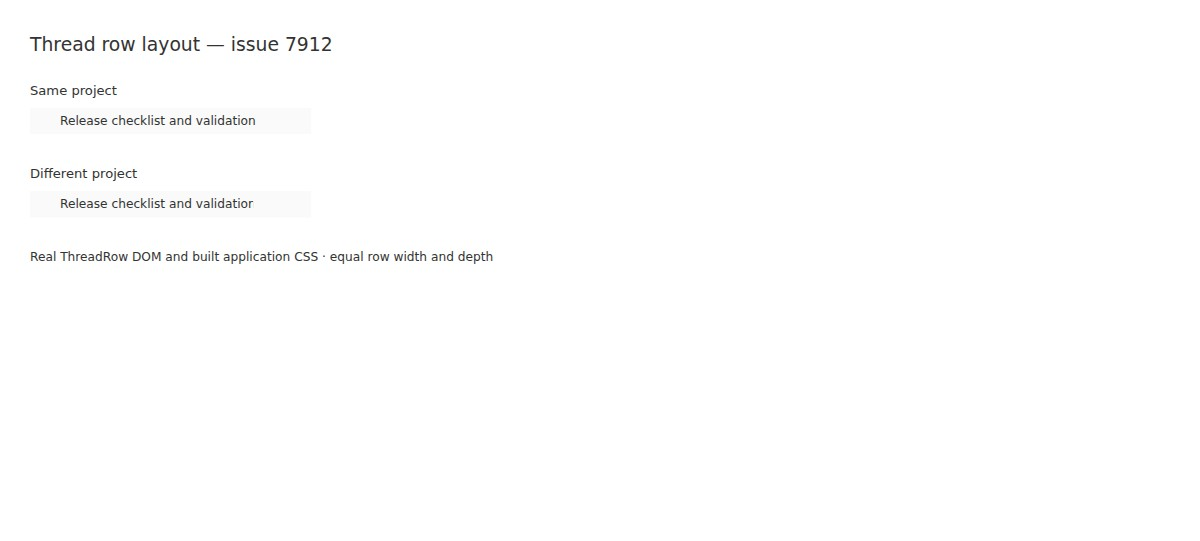 Thread row layout — issue 7912
Same project
Release checklist and validation
Different project
Release checklist and validatior
Real ThreadRow DOM and built application CSS · equal row width and depth